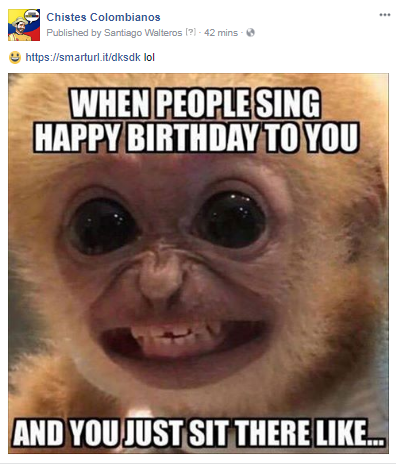 Chistes Colombianos
Published by Santiago Walteros [?] · 42 mins ·
https://smarturl.it/dksdk lol
WHEN PEOPLE SING
HAPPY BIRTHDAY TO YOU
AND YOU JUST SIT THERE LIKE...